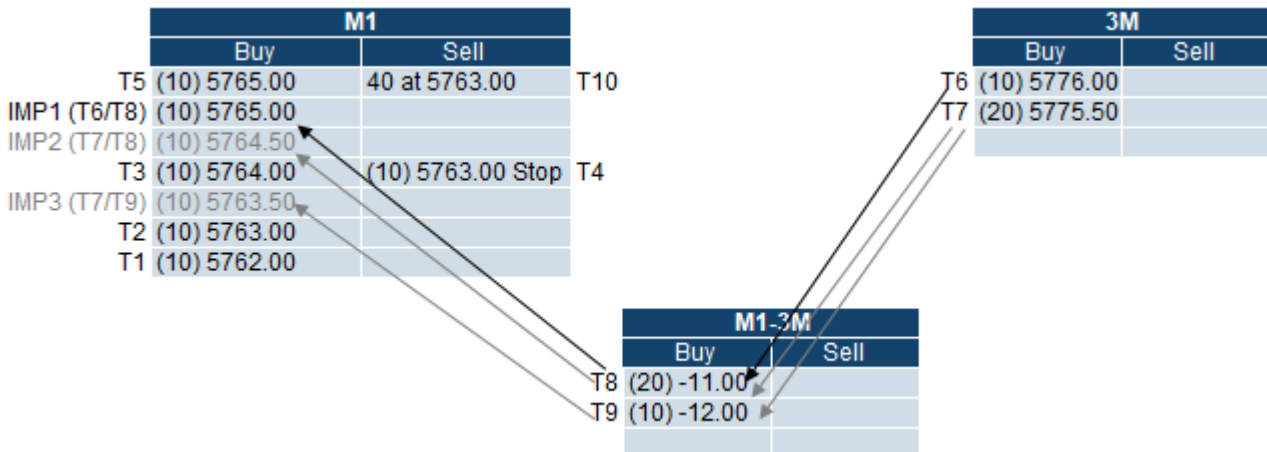 M1 3M
Buy Sell Buy Sell
T5 (10) 5765.00 40 at 5763.00 T10 T6 (10) 5776.00
IMP1 (T6/T8) (10) 5765.00 T7 (20) 5775.50
IMP2 (T7/T8) (10) 5764.50
T3 (10) 5764.00 (10) 5763.00 Stop T4
IMP3 (T7/T9) (10) 5763.50
T2 (10) 5763.00
T1 (10) 5762.00
M1-3M
Buy Sell
T8 (20) -11.00
T9 (10) -12.00